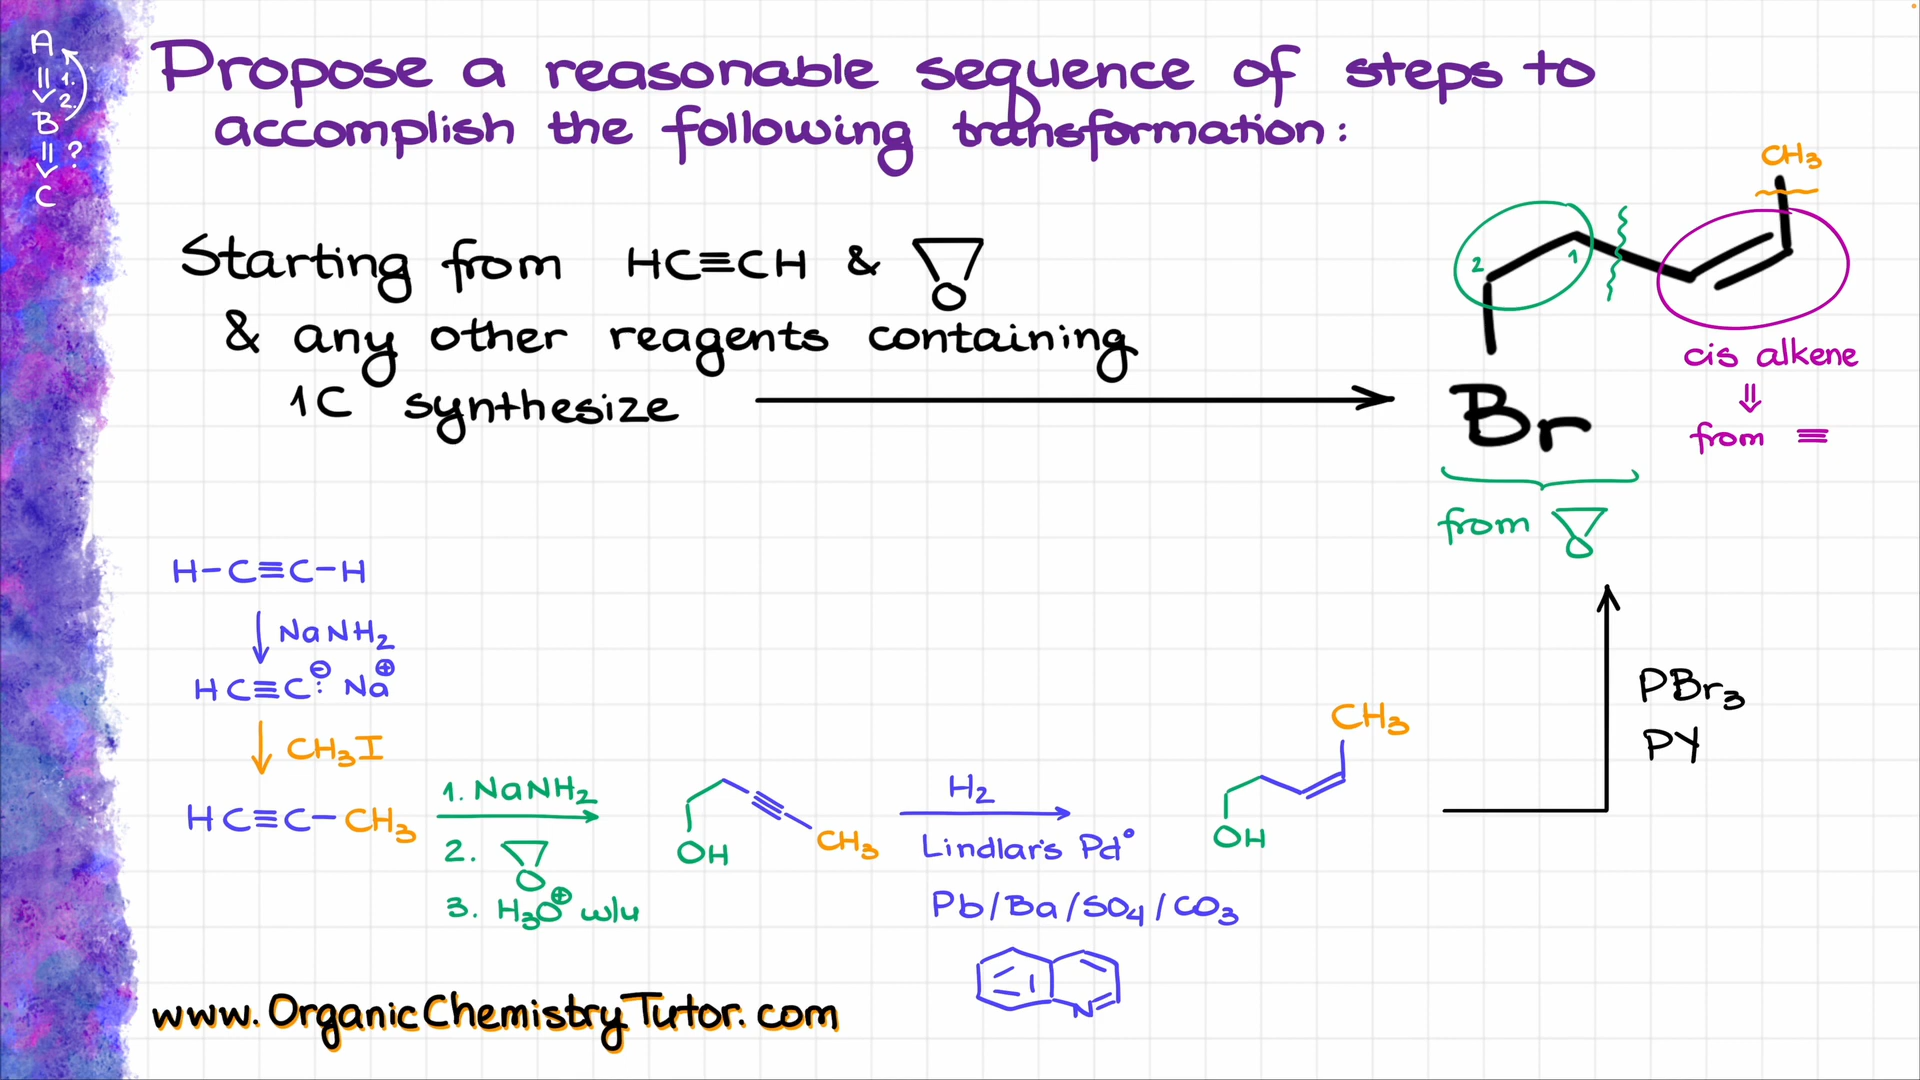 A
1.
2.
B
?
C
Propose a reasonable sequence of steps to
accomplish the following transformation:
Starting from HC≡CH & O
& any other reagents containing
1C synthesize
CH₃
2 1
Br
cis alkene
⇓
from ≡
from O
H-C≡C-H
NaNH₂
HC≡C:⊖ Na⊕
CH₃I
HC≡C-CH₃
1. NaNH₂
2. O
3. H₃O⊕ w/u
OH
CH₃
H₂
Lindlar's Pd°
Pb/Ba/SO₄/CO₃
N
CH₃
OH
PBr₃
PY
www.OrganicChemistryTutor.com